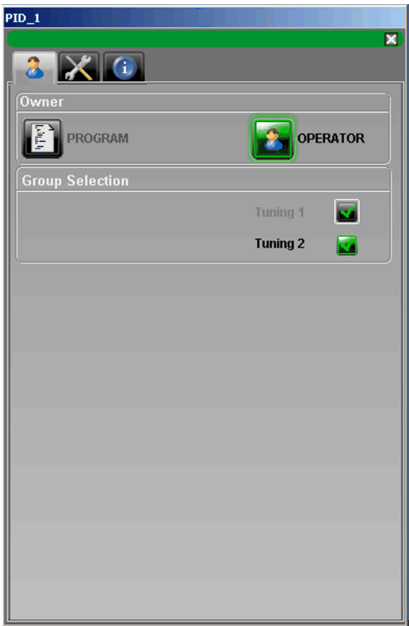 PID_1
Owner
PROGRAM
OPERATOR
Group Selection
Tuning 1
Tuning 2